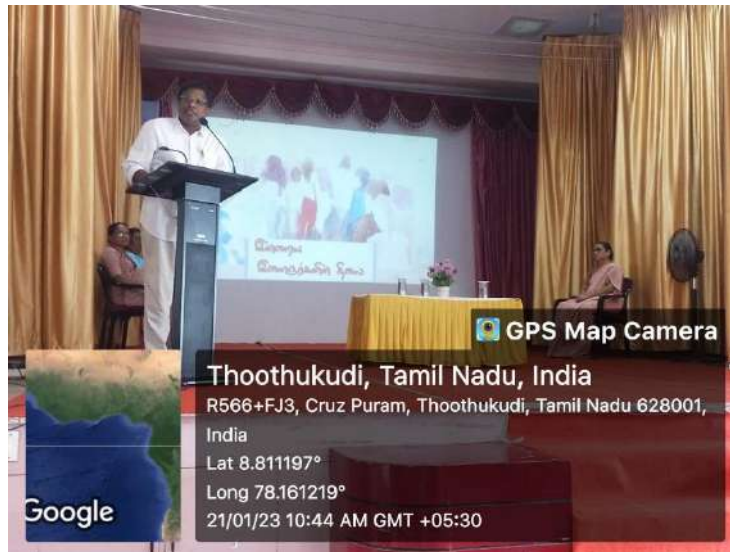 GPS Map Camera
Thoothukudi, Tamil Nadu, India
R566+FJ3, Cruz Puram, Thoothukudi, Tamil Nadu 628001,
India
Lat 8.811197°
Long 78.161219°
21/01/23 10:44 AM GMT +05:30
Google